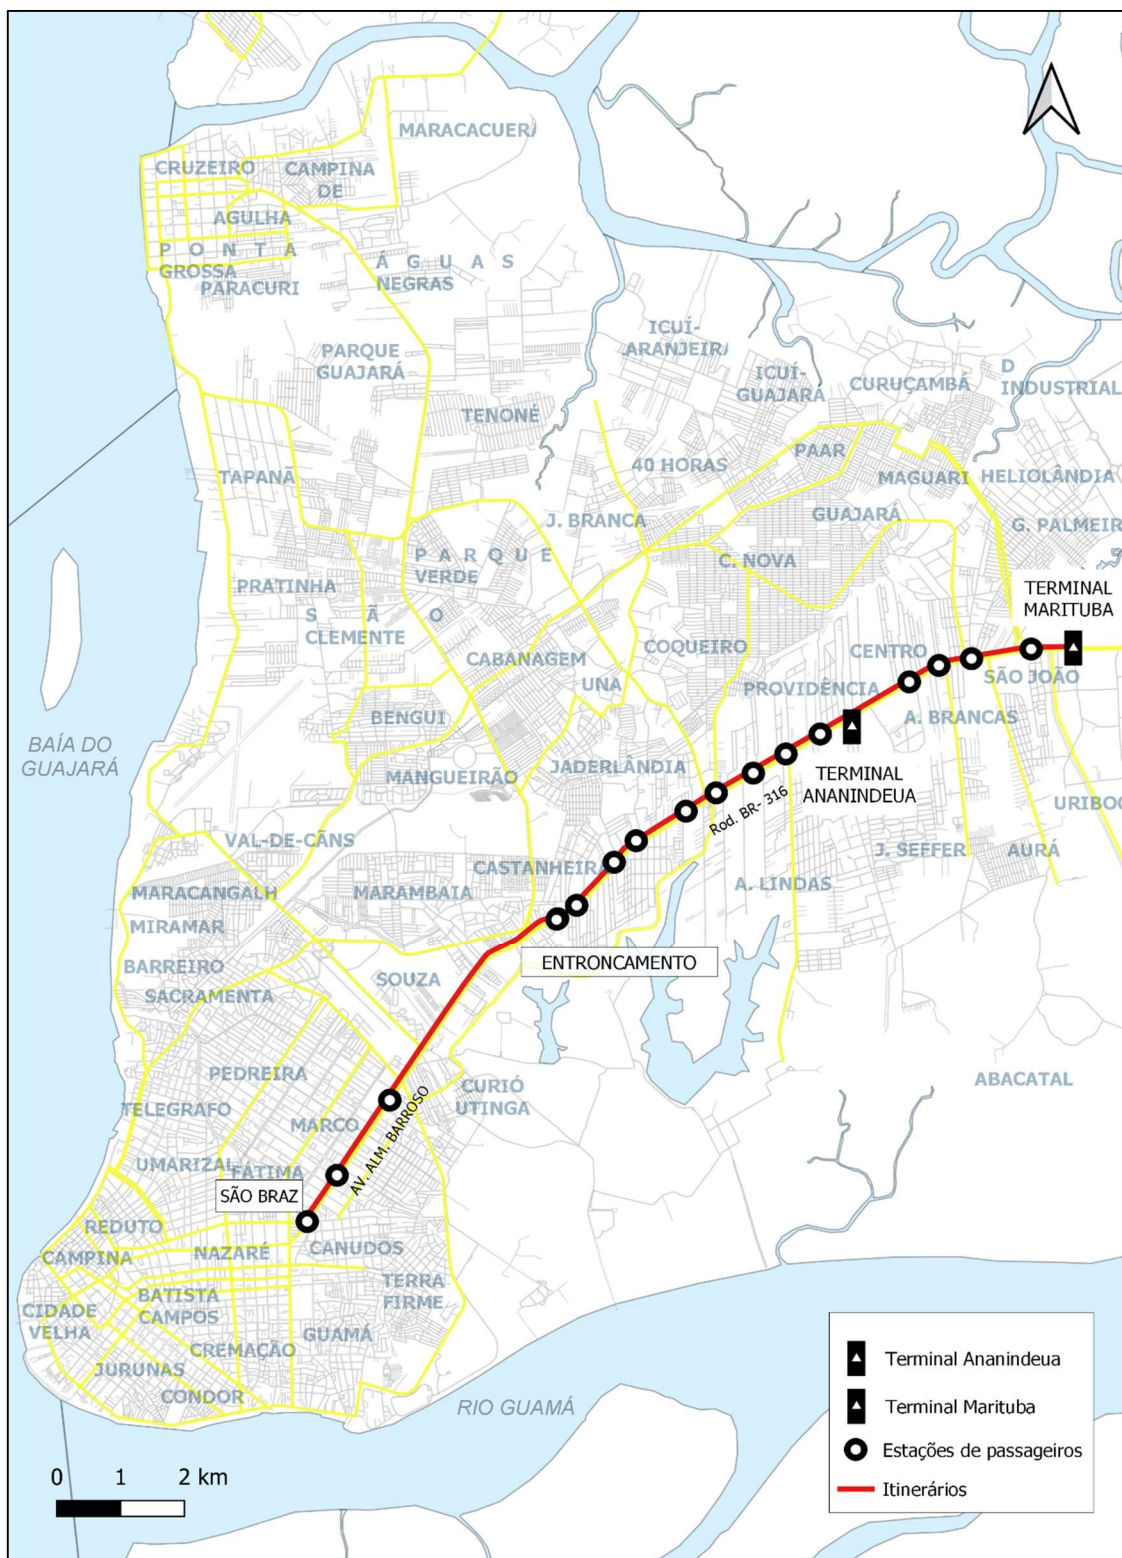 MARACACUERA
CRUZEIRO
CAMPINA
DE
AGULHA
P O N T A
GROSSA
PARACURI
Á G U A S
NEGRAS
ICUÍ-
ARANJEIRA
PARQUE
GUAJARÁ
ICUÍ-
GUAJARÁ
CURUÇAMBÁ
D
INDUSTRIAL
TENONÉ
TAPANÃ
40 HORAS
PAAR
MAGUARI
HELIOLÂNDIA
J. BRANCA
GUAJARÁ
G. PALMEIR
P A R Q U E
VERDE
C. NOVA
PRATINHA
TERMINAL
MARITUBA
S Ã O
CLEMENTE
CABANAGEM
COQUEIRO
CENTRO
SÃO JOÃO
UNA
PROVIDÊNCIA
BENGUI
A. BRANCAS
BAÍA DO
GUAJARÁ
MANGUEIRÃO
JADERLÂNDIA
TERMINAL
ANANINDEUA
Rod. BR- 316
URIBOC
VAL-DE-CÃNS
CASTANHEIR
J. SEFFER
AURÁ
MARACANGALH
MARAMBAIA
A. LINDAS
MIRAMAR
ENTRONCAMENTO
BARREIRO
SOUZA
SACRAMENTA
PEDREIRA
CURIÓ
UTINGA
ABACATAL
TELEGRAFO
MARCO
AV. ALM. BARROSO
UMARIZAL
FÁTIMA
SÃO BRAZ
REDUTO
CAMPINA
NAZARÉ
CANUDOS
TERRA
FIRME
BATISTA
CAMPOS
CIDADE
VELHA
GUAMÁ
CREMAÇÃO
JURUNAS
CONDOR
RIO GUAMÁ
0 1 2 km
Terminal Ananindeua
Terminal Marituba
Estações de passageiros
Itinerários